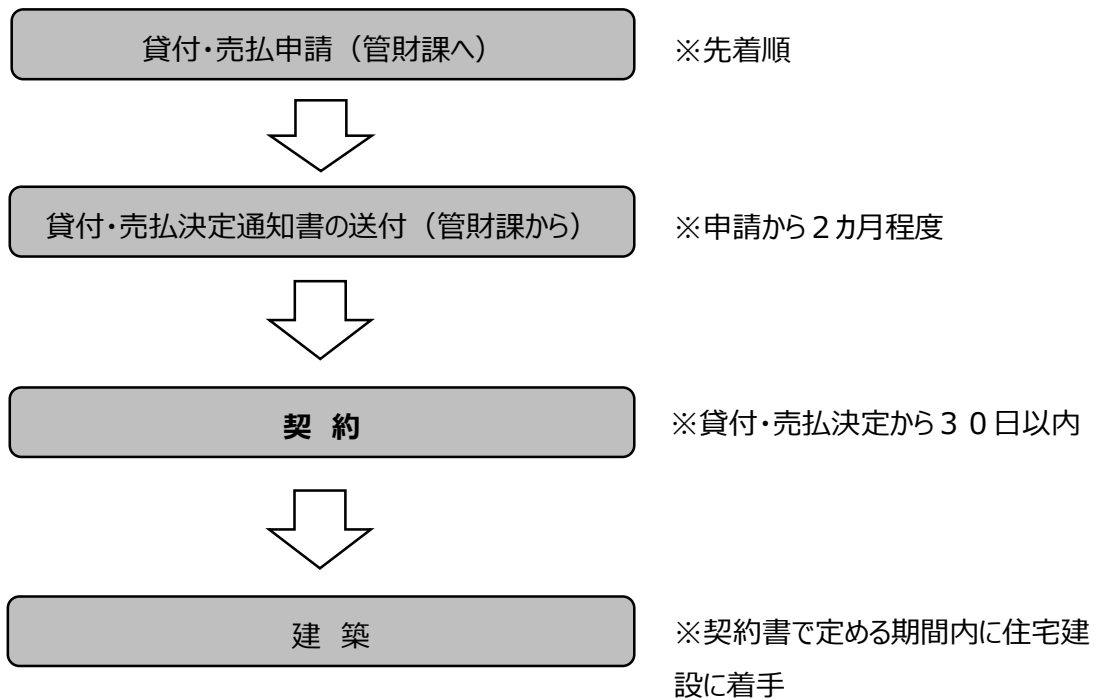 貸付・売払申請（管財課へ）
※先着順
貸付・売払決定通知書の送付（管財課から）
※申請から２カ月程度
契 約
※貸付・売払決定から３０日以内
建 築
※契約書で定める期間内に住宅建
設に着手